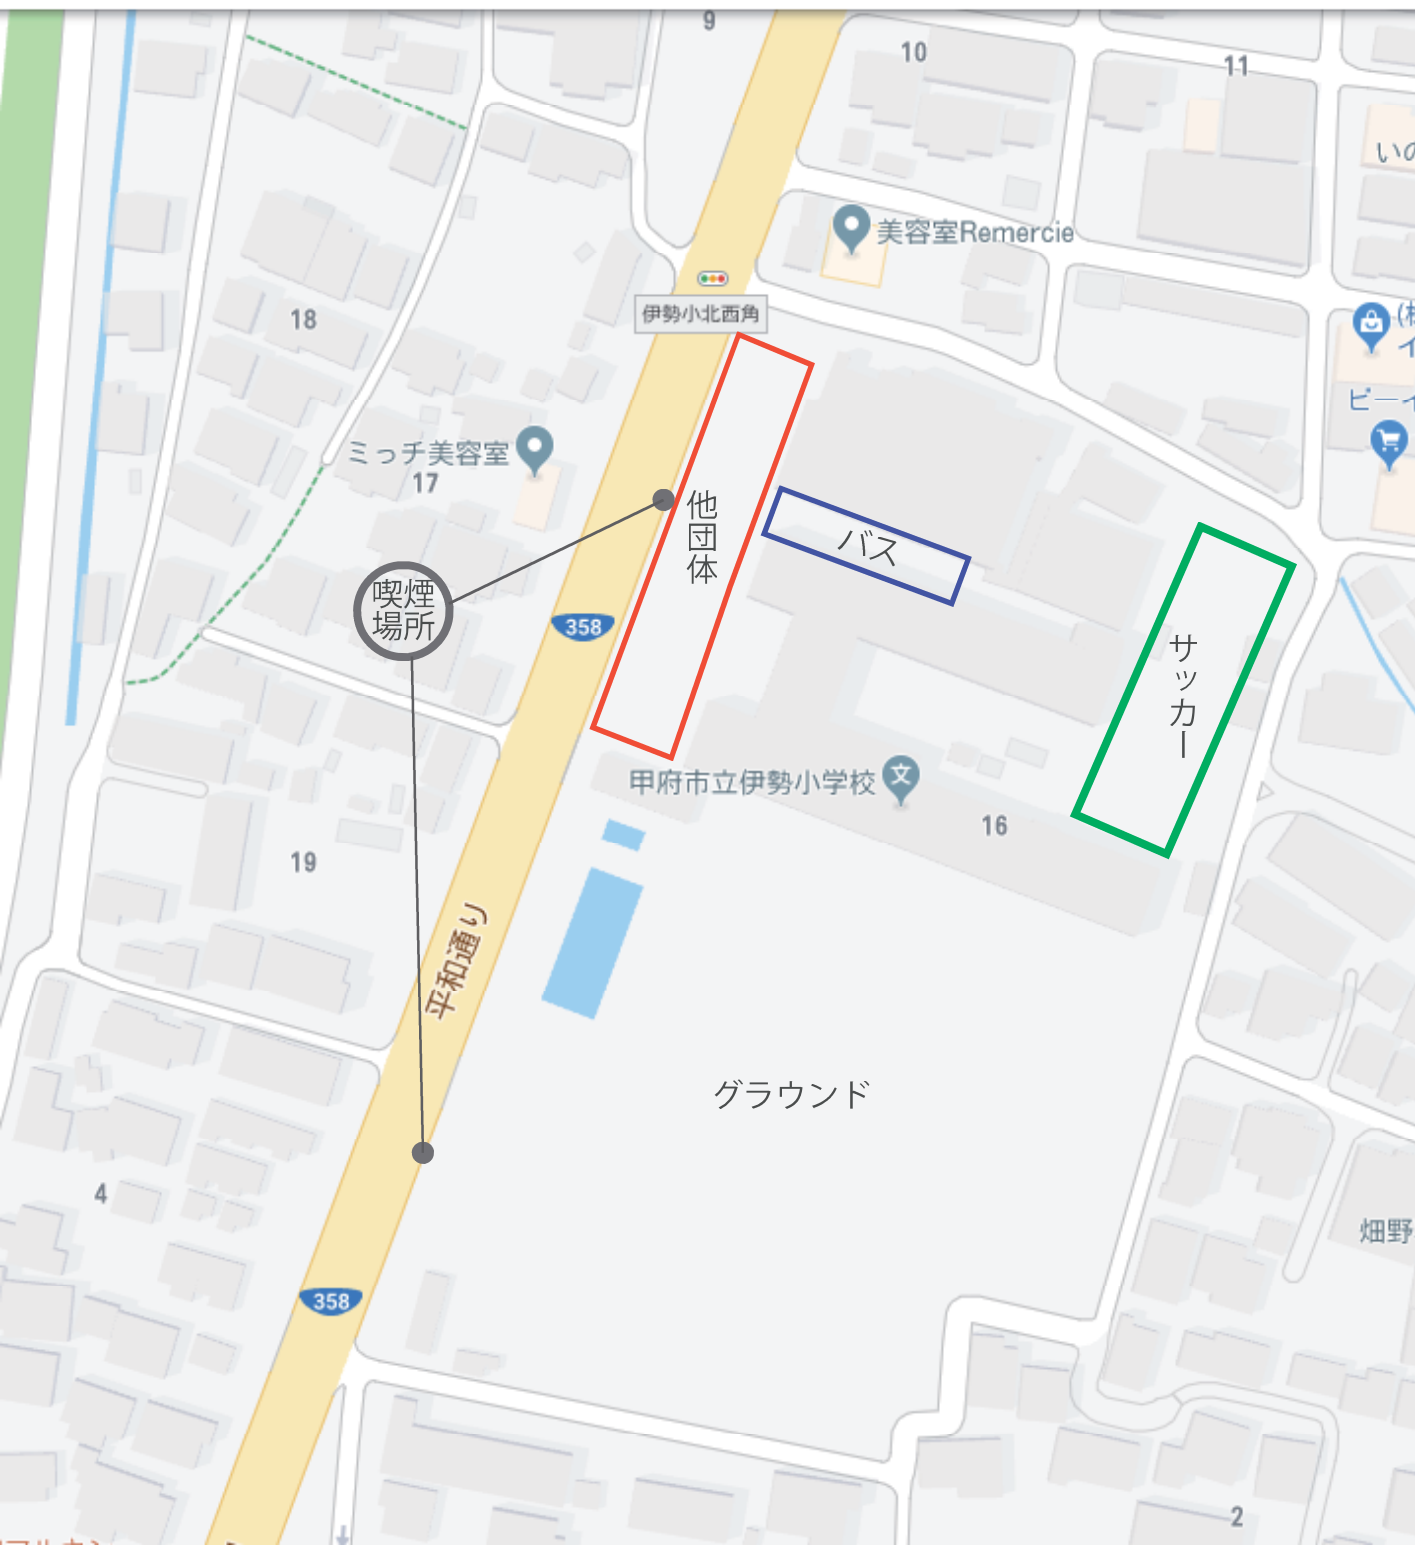 9
10
11
いの
美容室Remercie
伊勢小北西角
18
ミっチ美容室
17
他団体
バス
喫煙
場所
358
サッカー
甲府市立伊勢小学校
文
16
19
平和通り
グラウンド
4
畑野
358
2